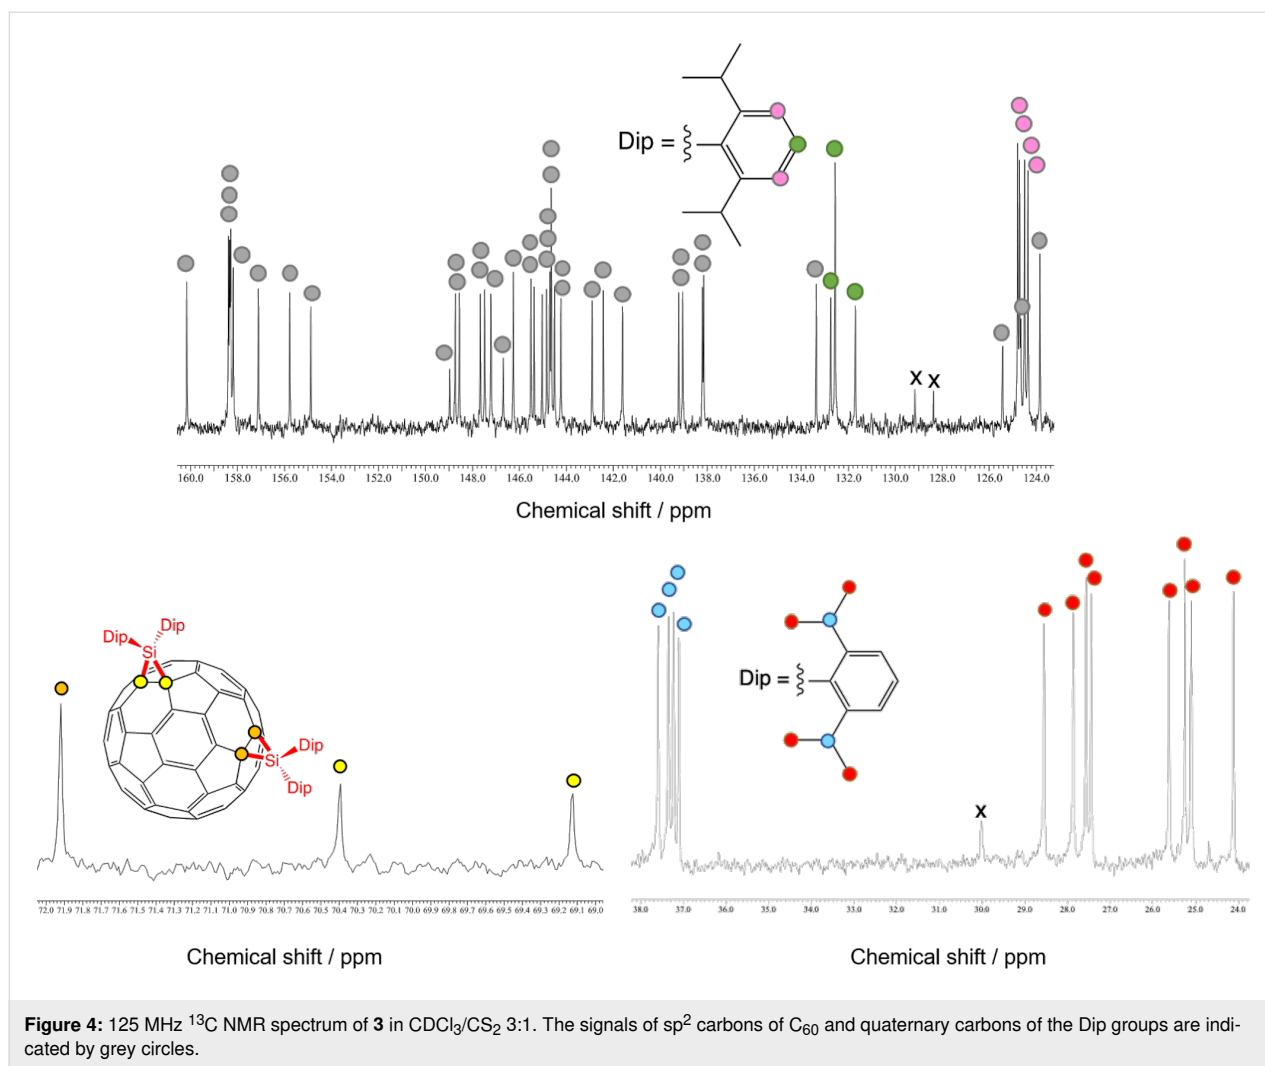 Dip =
x x
160.0 158.0 156.0 154.0 152.0 150.0 148.0 146.0 144.0 142.0 140.0 138.0 136.0 134.0 132.0 130.0 128.0 126.0 124.0
Chemical shift / ppm
Dip Dip
Si
Dip
Si
Dip
72.0 71.9 71.8 71.7 71.6 71.5 71.4 71.3 71.2 71.1 71.0 70.9 70.8 70.7 70.6 70.5 70.4 70.3 70.2 70.1 70.0 69.9 69.8 69.7 69.6 69.5 69.4 69.3 69.2 69.1 69.0
Chemical shift / ppm
Dip =
x
38.0 37.0 36.0 35.0 34.0 33.0 32.0 31.0 30.0 29.0 28.0 27.0 26.0 25.0 24.0
Chemical shift / ppm
Figure 4: 125 MHz ¹³C NMR spectrum of 3 in CDCl₃/CS₂ 3:1. The signals of sp² carbons of C₆₀ and quaternary carbons of the Dip groups are indi-
cated by grey circles.